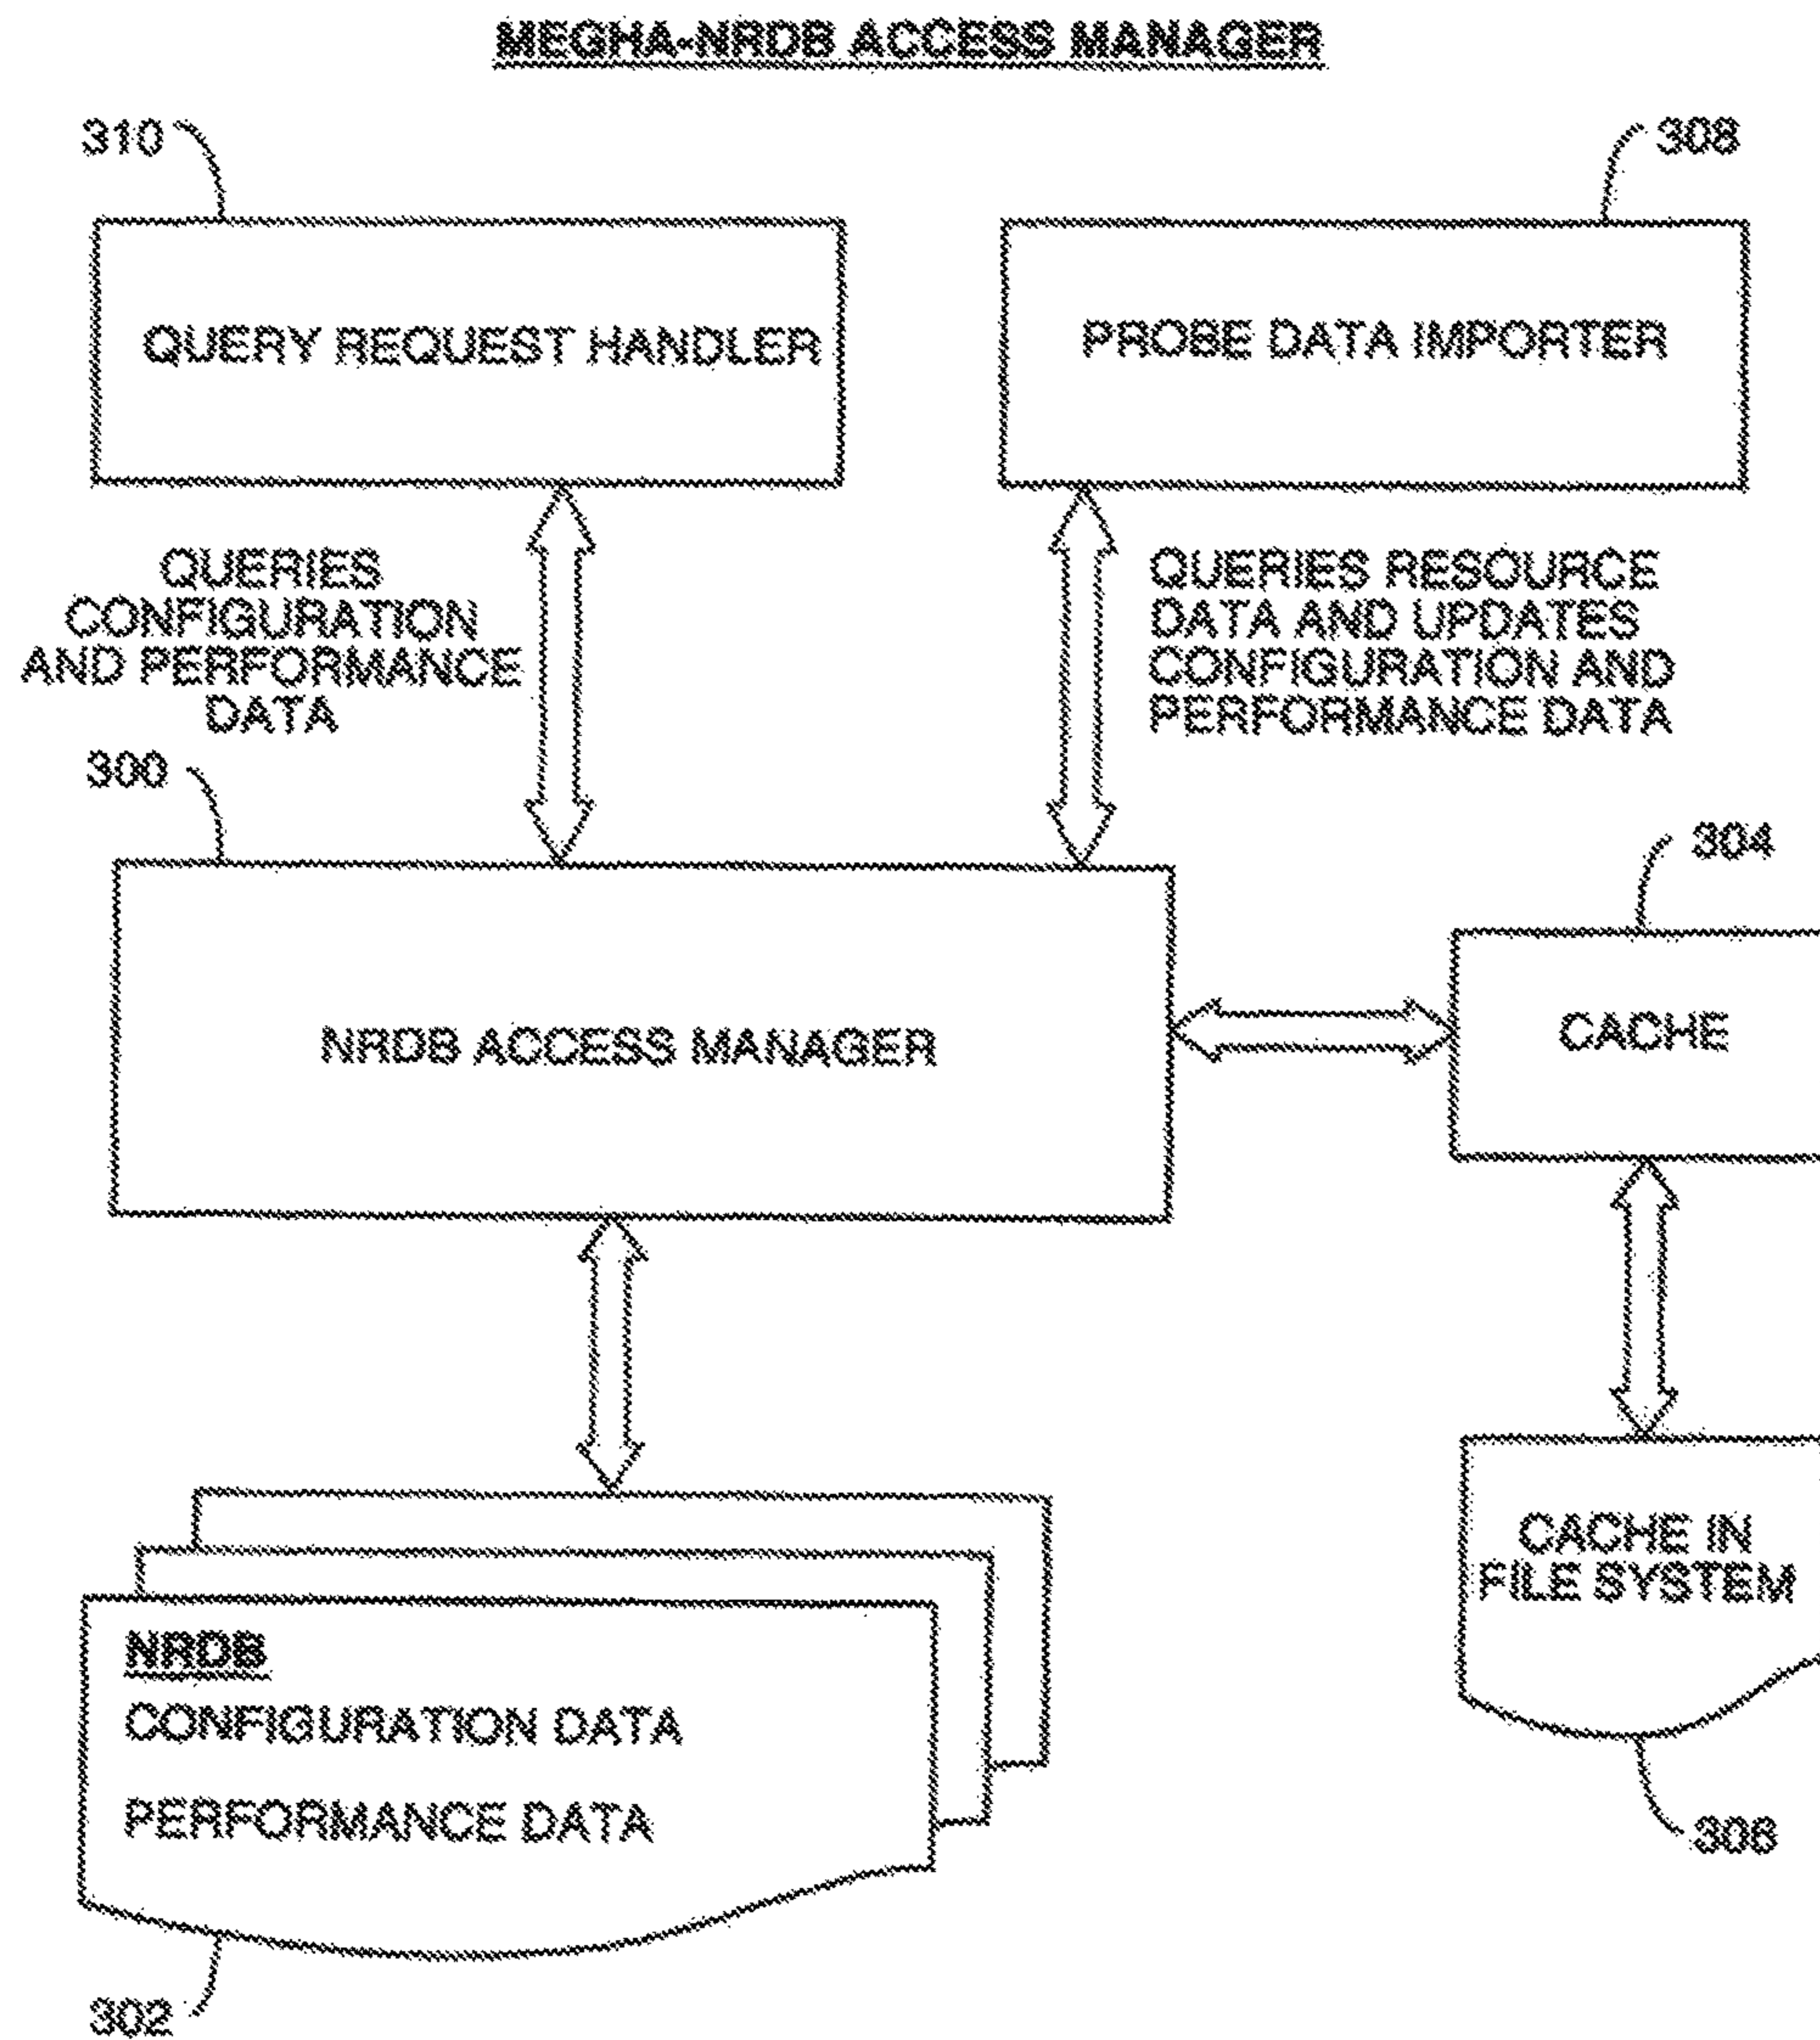 MEGHA-NRDB ACCESS MANAGER
310
308
QUERY REQUEST HANDLER
PROBE DATA IMPORTER
QUERIES
CONFIGURATION
AND PERFORMANCE
DATA
QUERIES RESOURCE
DATA AND UPDATES
CONFIGURATION AND
PERFORMANCE DATA
300
304
NRDB ACCESS MANAGER
CACHE
CACHE IN
FILE SYSTEM
NRDB
CONFIGURATION DATA
PERFORMANCE DATA
306
302